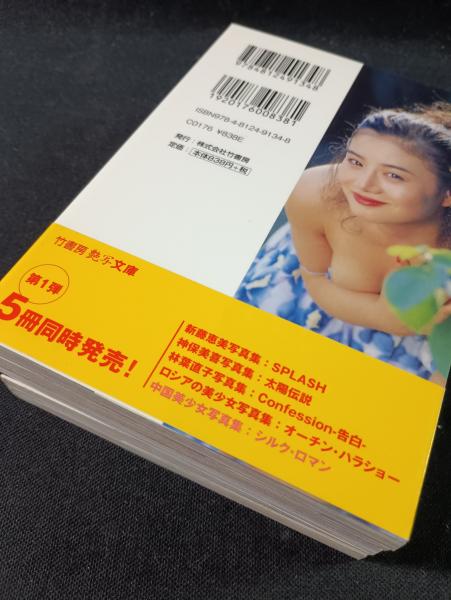 9784812491348
1920176008381
ISBN978-4-8124-9134-8
C0176 ¥838E
発行：株式会社竹書房
定価：本体838円+税
竹書房艶写文庫
第1弾
5冊同時発売！
新藤恵美写真集：SPLASH
神保美喜写真集：太陽伝説
林葉直子写真集：Confession-告白-
ロシアの美少女写真集：オーチン・ハラショー
中国美少女写真集：シルク・ロマン